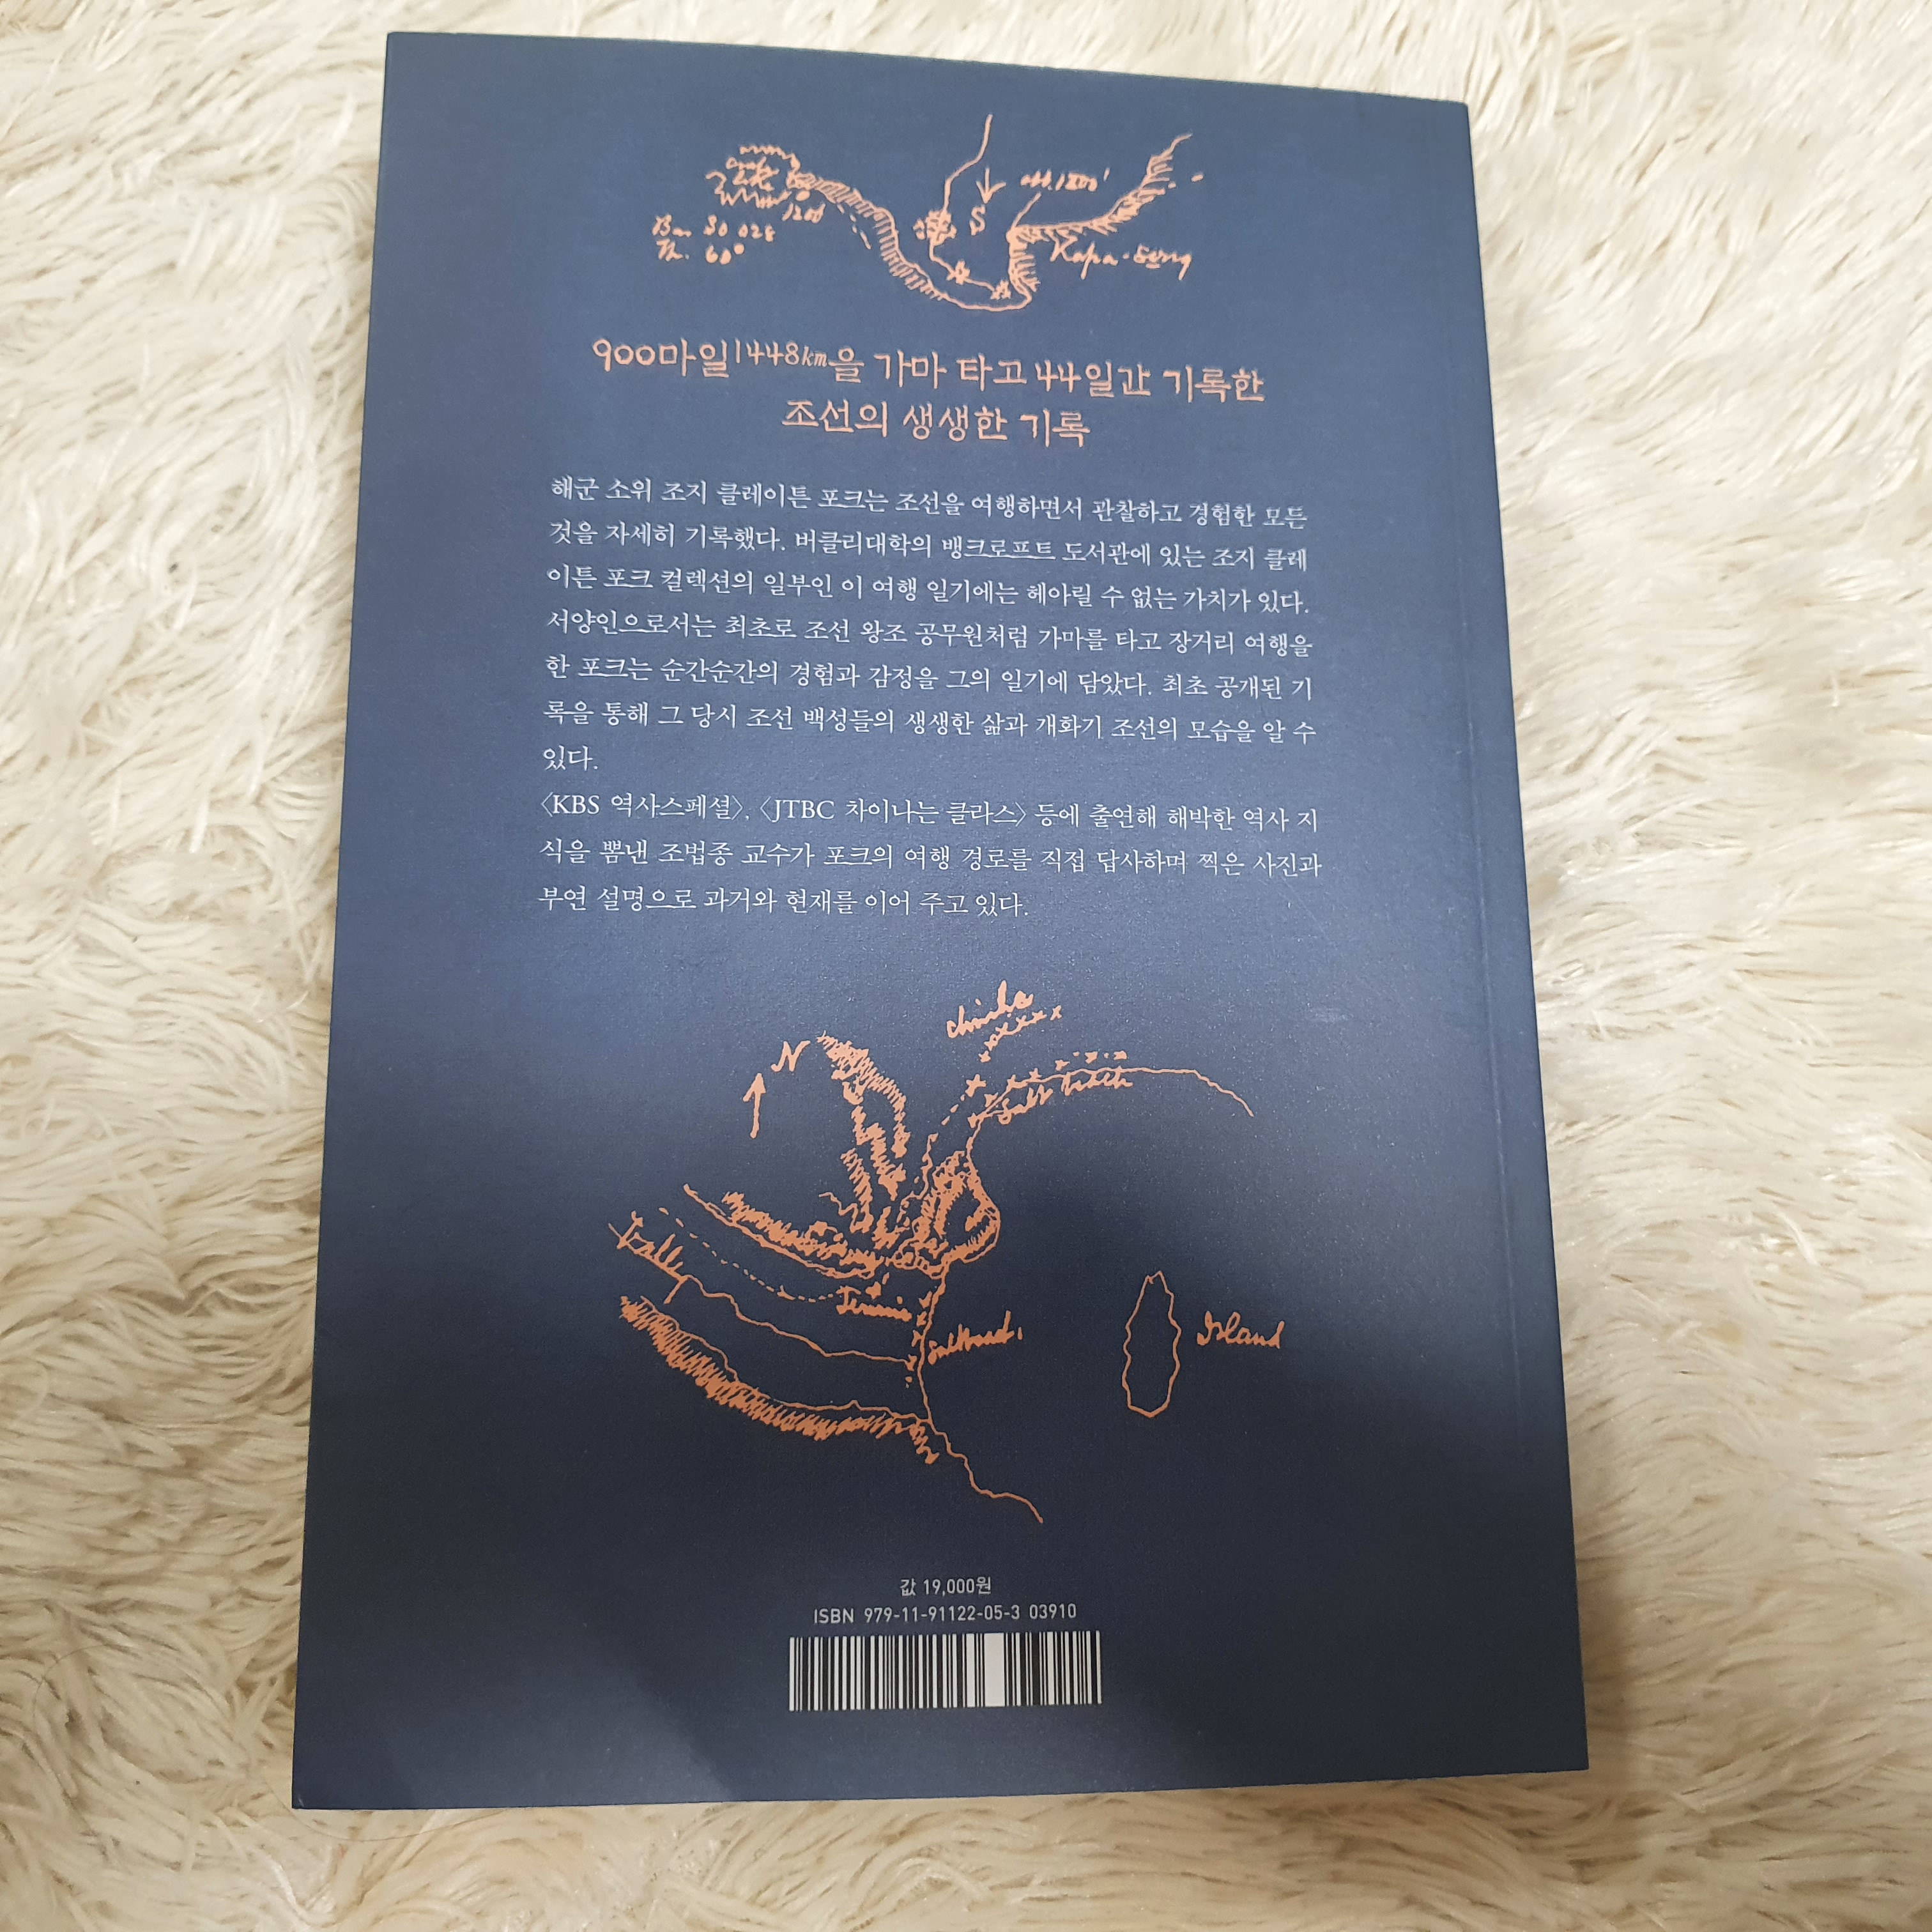 Kapa-Song
900마일1448km을 가마 타고 44일간 기록한
조선의 생생한 기록
해군 소위 조지 클레이튼 포크는 조선을 여행하면서 관찰하고 경험한 모든
것을 자세히 기록했다. 버클리대학의 뱅크로프트 도서관에 있는 조지 클레
이튼 포크 컬렉션의 일부인 이 여행 일기에는 헤아릴 수 없는 가치가 있다.
서양인으로서는 최초로 조선 왕조 공무원처럼 가마를 타고 장거리 여행을
한 포크는 순간순간의 경험과 감정을 그의 일기에 담았다. 최초 공개된 기
록을 통해 그 당시 조선 백성들의 생생한 삶과 개화기 조선의 모습을 알 수
있다.
〈KBS 역사스페셜〉, 〈JTBC 차이나는 클라스〉 등에 출연해 해박한 역사 지
식을 뽐낸 조법종 교수가 포크의 여행 경로를 직접 답사하며 찍은 사진과
부연 설명으로 과거와 현재를 이어 주고 있다.
N
Island
값 19,000원
ISBN 979-11-91122-05-3 03910